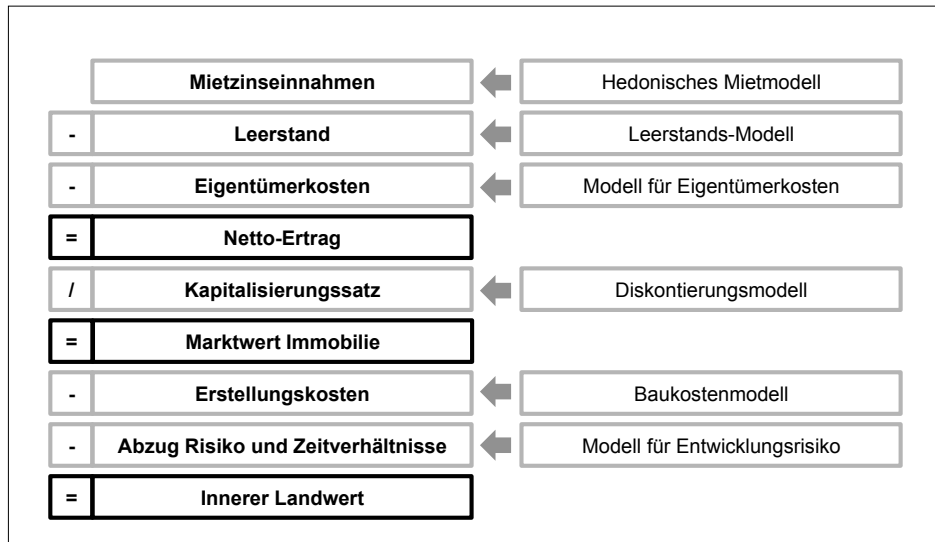 Mietzinseinnahmen Hedonisches Mietmodell
- Leerstand Leerstands-Modell
- Eigentümerkosten Modell für Eigentümerkosten
= Netto-Ertrag
/ Kapitalisierungssatz Diskontierungsmodell
= Marktwert Immobilie
- Erstellungskosten Baukostenmodell
- Abzug Risiko und Zeitverhältnisse Modell für Entwicklungsrisiko
= Innerer Landwert